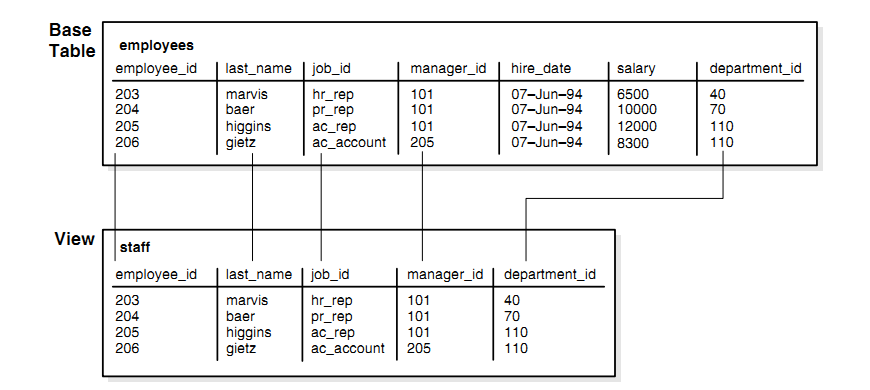 Base
Table
employees
employee_id last_name job_id manager_id hire_date salary department_id
203 marvis hr_rep 101 07–Jun–94 6500 40
204 baer pr_rep 101 07–Jun–94 10000 70
205 higgins ac_rep 101 07–Jun–94 12000 110
206 gietz ac_account 205 07–Jun–94 8300 110
View
staff
employee_id last_name job_id manager_id department_id
203 marvis hr_rep 101 40
204 baer pr_rep 101 70
205 higgins ac_rep 101 110
206 gietz ac_account 205 110